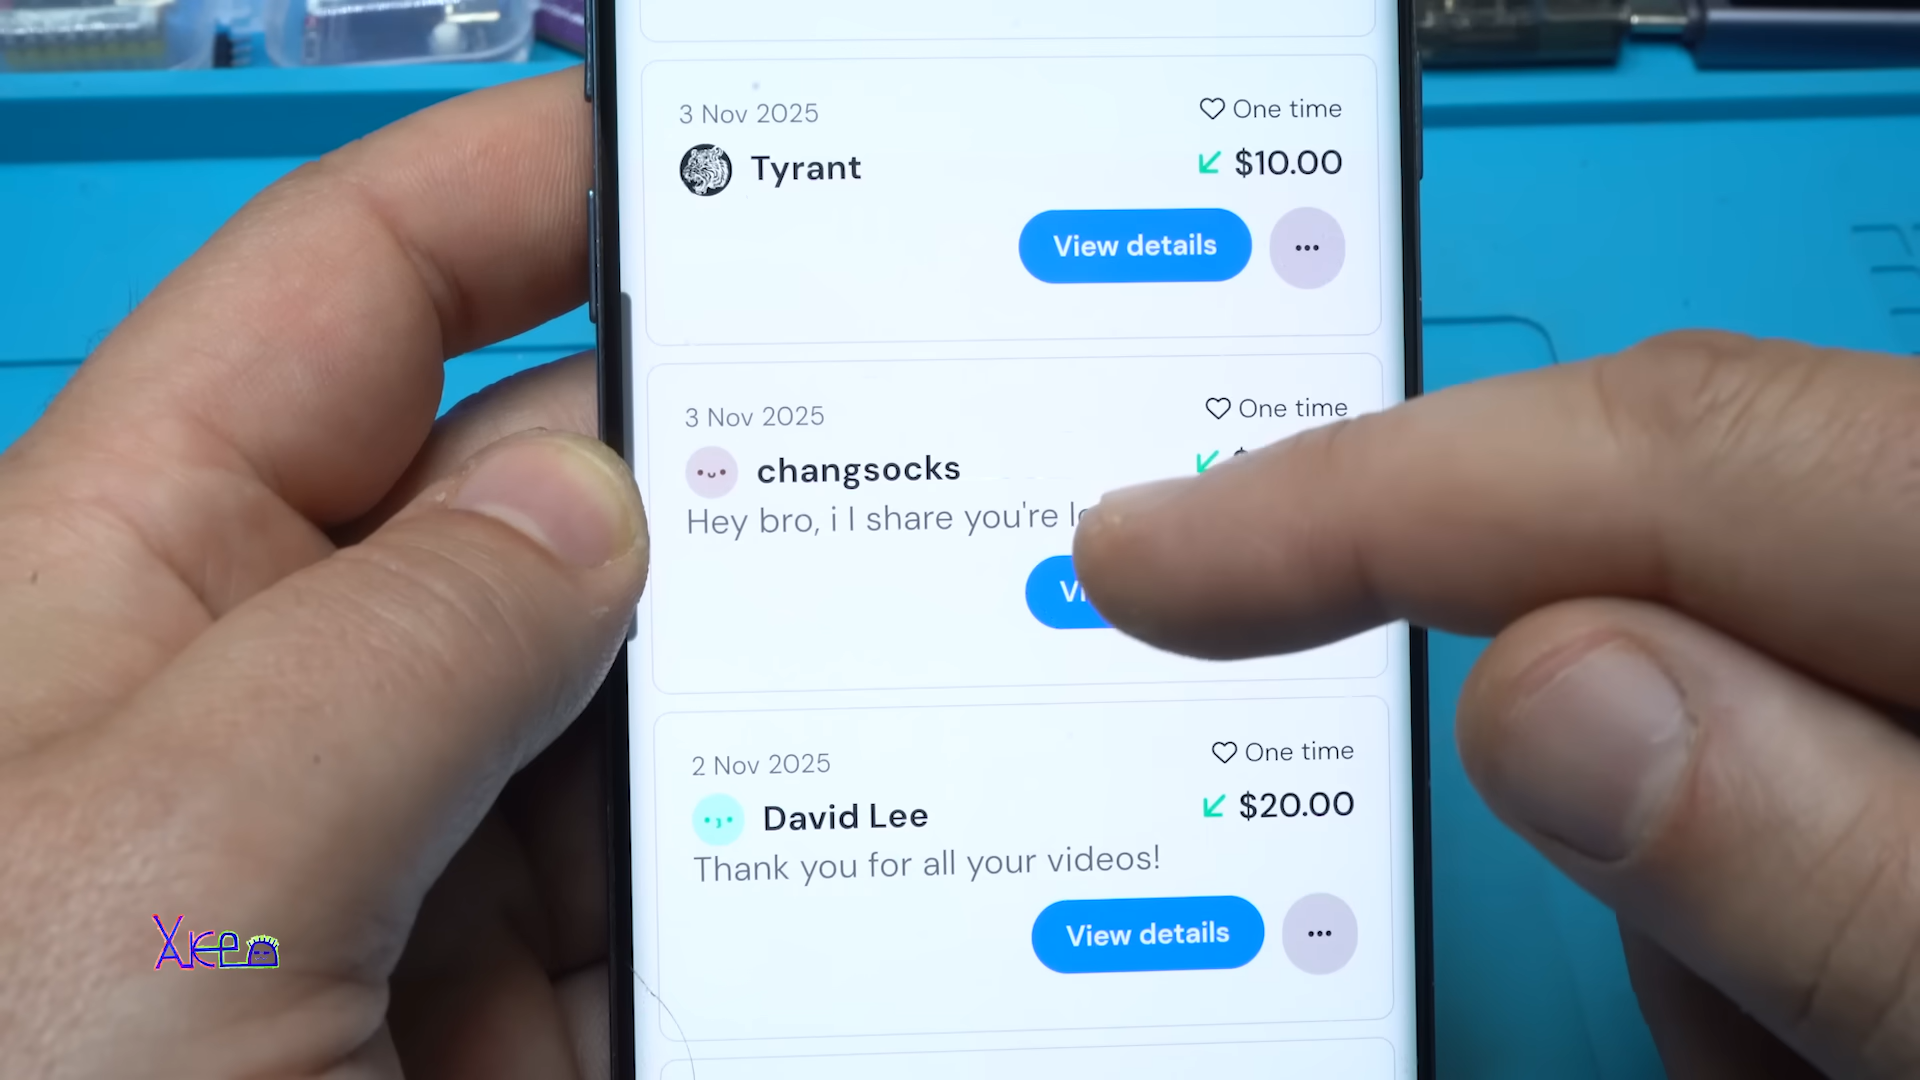 3 Nov 2025
One time
Tyrant
$10.00
View details
3 Nov 2025
One time
changsocks
Hey bro, i l share you're
2 Nov 2025
One time
David Lee
$20.00
Thank you for all your videos!
View details